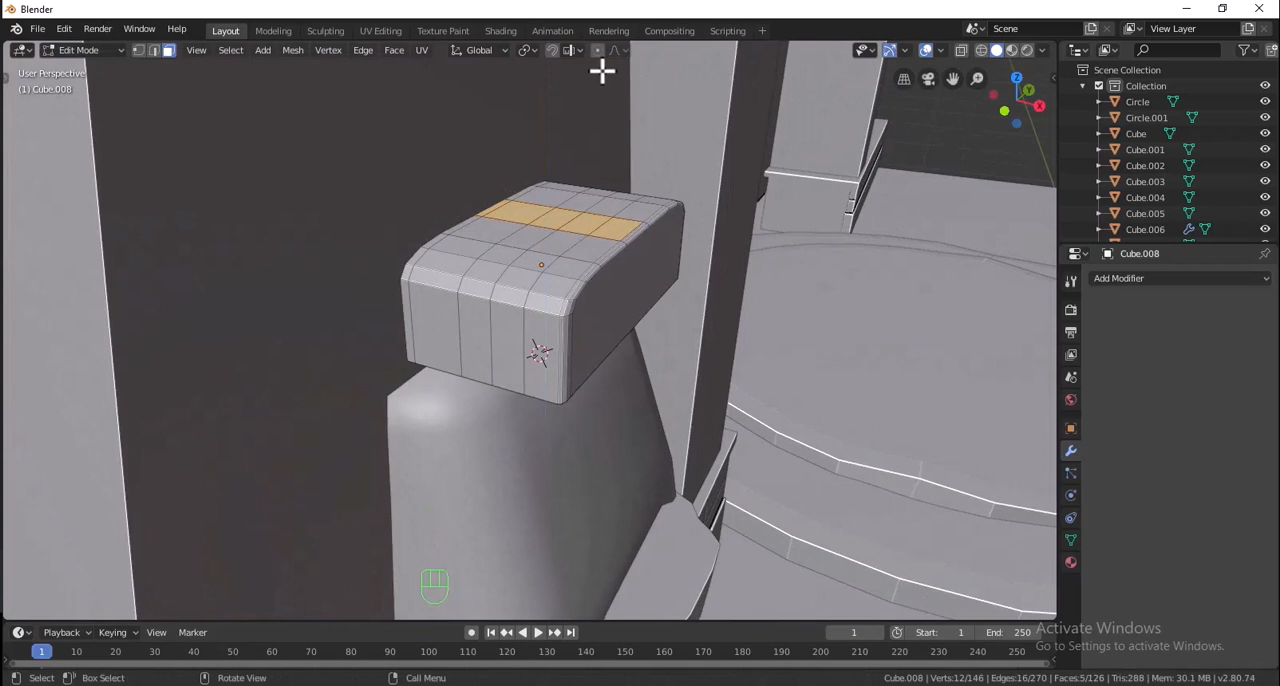 Blender
File Edit Render Window Help Layout Modeling Sculpting UV Editing Texture Paint Shading Animation Rendering Compositing Scripting + Scene View Layer
Edit Mode View Select Add Mesh Vertex Edge Face UV Global
User Perspective
(1) Cube.008
Z
Y
X
Scene Collection
Collection
Circle
Circle.001
Cube
Cube.001
Cube.002
Cube.003
Cube.004
Cube.005
Cube.006
Cube.008
Add Modifier
Playback Keying View Marker 1 Start: 1 End: 250
1 10 20 30 40 50 60 70 80 90 100 110 120 130 140 150 160 170 180 190 200 210 220 230 240 250
Activate Windows
Go to Settings to activate Windows.
Select Box Select Rotate View Call Menu Cube.008 | Verts:12/146 | Edges:16/270 | Faces:5/126 | Tris:288 | Mem: 30.1 MB | v2.80.74